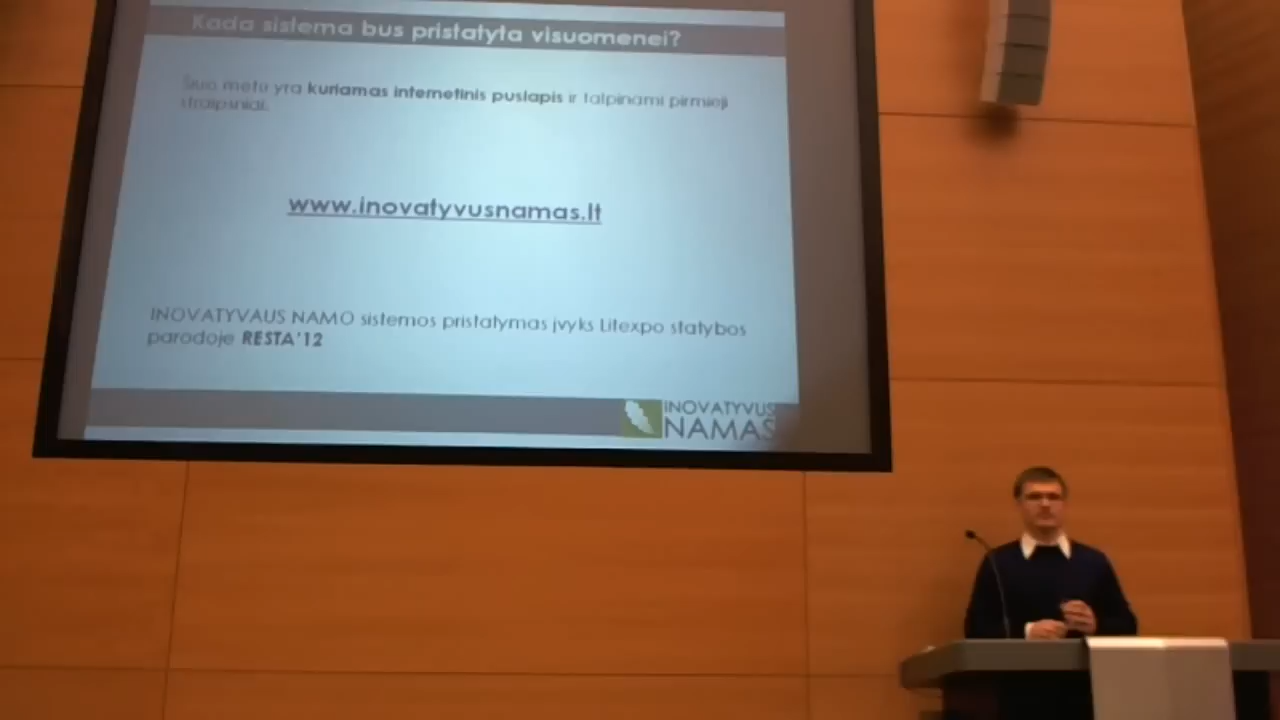 Kada sistema bus pristatyta visuomenei?
Šiuo metu yra kuriamas internetinis puslapis ir talpinami pirmieji
straipsniai.
www.inovatyvusnamas.lt
INOVATYVAUS NAMO sistemos pristatymas įvyks Litexpo statybos
parodoje RESTA'12
INOVATYVUS
NAMAS